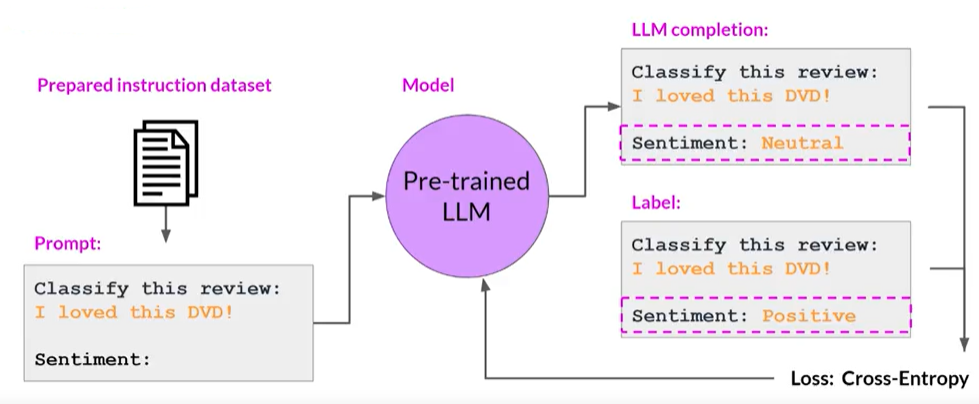 Prepared instruction dataset
Prompt:
Classify this review:
I loved this DVD!
Sentiment:
Model
Pre-trained
LLM
LLM completion:
Classify this review:
I loved this DVD!
Sentiment: Neutral
Label:
Classify this review:
I loved this DVD!
Sentiment: Positive
Loss: Cross-Entropy